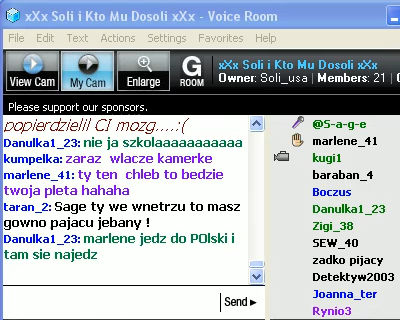 xXx Soli i Kto Mu Dosoli xXx - Voice Room
File Edit Text Actions Settings Favorites Help
View Cam
My Cam
Enlarge
G
ROOM
xXx Soli i Kto Mu Dosoli xXx
Owner: Soli_usa | Members: 21 |
Please support our sponsors.
popierdzielil CI mozg....:(
Danulka1_23: nie ja szkolaaaaaaaaaaa
kumpelka: zaraz wlacze kamerke
marlene_41: ty ten chleb to bedzie
twoja pleta hahaha
taran_2: Sage ty we wnetrzu to masz
gowno pajacu jebany !
Danulka1_23: marlene jedz do POlski i
tam sie najedz
Send
@S-a-g-e
marlene_41
kugi1
baraban_4
Boczus
Danulka1_23
Zigi_38
SEW_40
zadko pijacy
Detektyw2003
Joanna_ter
Rynio3